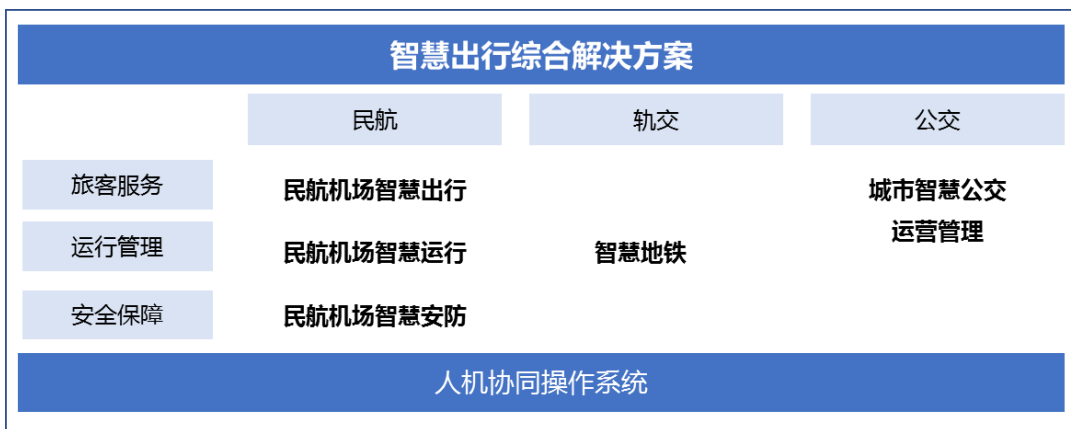 智慧出行综合解决方案
民航 轨交 公交
旅客服务 民航机场智慧出行 城市智慧公交
运营管理
运行管理 民航机场智慧运行 智慧地铁
安全保障 民航机场智慧安防
人机协同操作系统